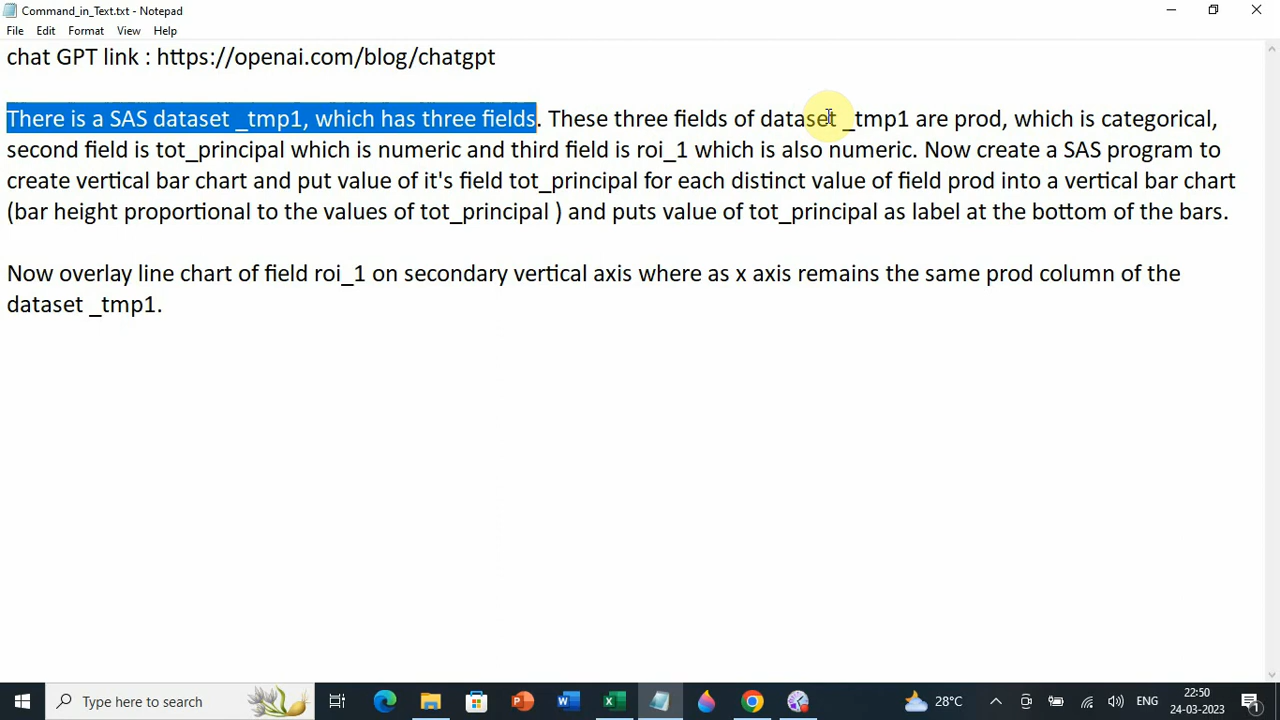 Command_in_Text.txt - Notepad
File Edit Format View Help
chat GPT link : https://openai.com/blog/chatgpt
There is a SAS dataset _tmp1, which has three fields. These three fields of dataset _tmp1 are prod, which is categorical,
second field is tot_principal which is numeric and third field is roi_1 which is also numeric. Now create a SAS program to
create vertical bar chart and put value of it's field tot_principal for each distinct value of field prod into a vertical bar chart
(bar height proportional to the values of tot_principal ) and puts value of tot_principal as label at the bottom of the bars.
Now overlay line chart of field roi_1 on secondary vertical axis where as x axis remains the same prod column of the
dataset _tmp1.
Type here to search
28°C
ENG
22:50
24-03-2023
1